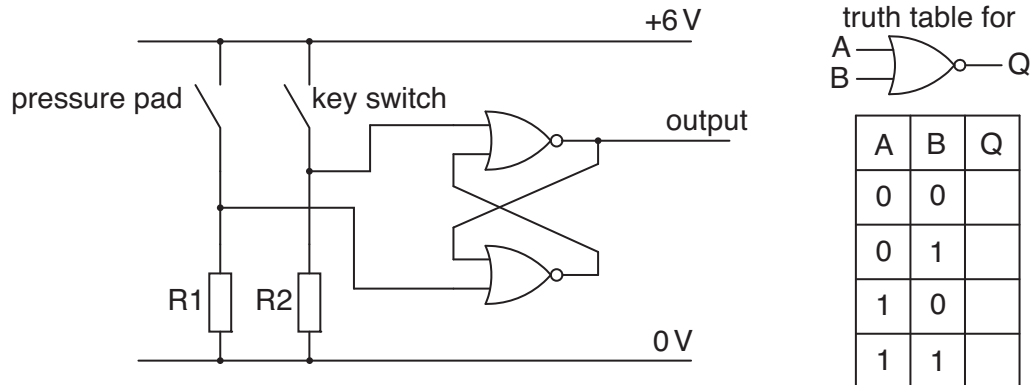 +6 V
pressure pad
key switch
output
R1
R2
0 V
truth table for
A
B
Q
A B Q
0 0
0 1
1 0
1 1